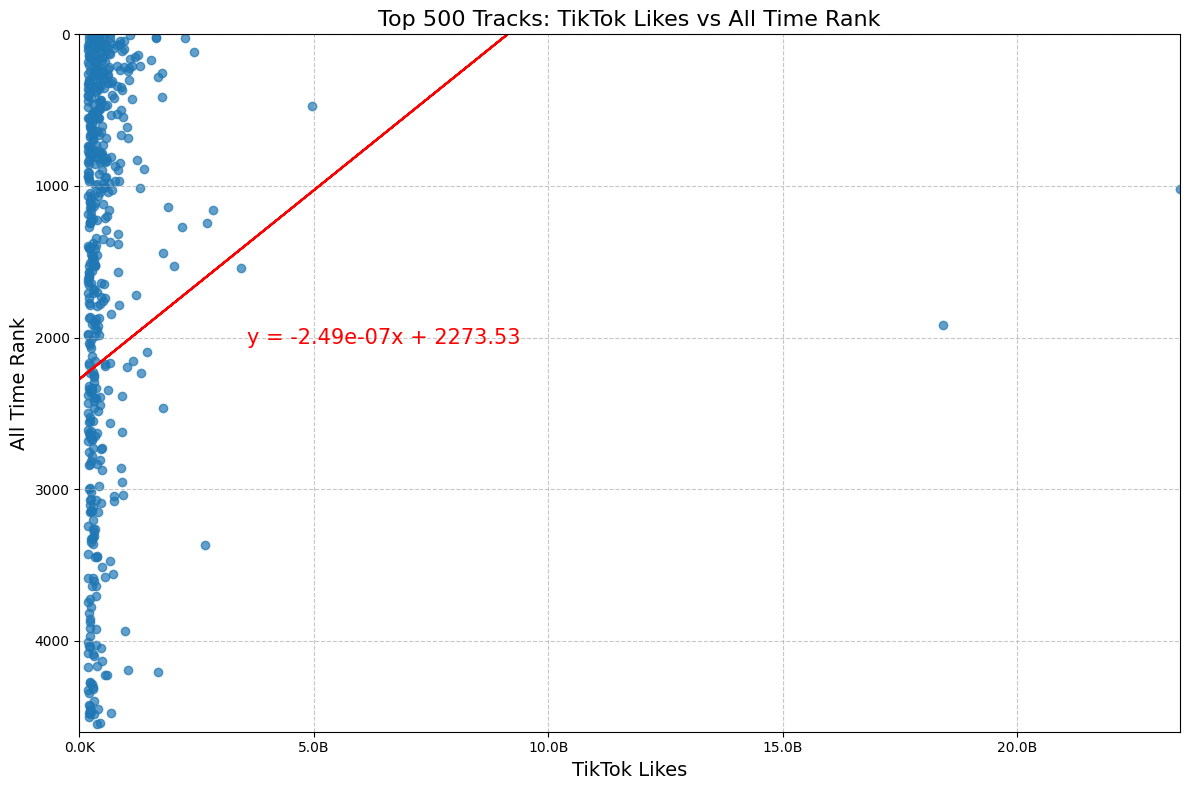 Top 500 Tracks: TikTok Likes vs All Time Rank
0
1000
2000
3000
4000
All Time Rank
y = -2.49e-07x + 2273.53
0.0K
5.0B
10.0B
15.0B
20.0B
TikTok Likes